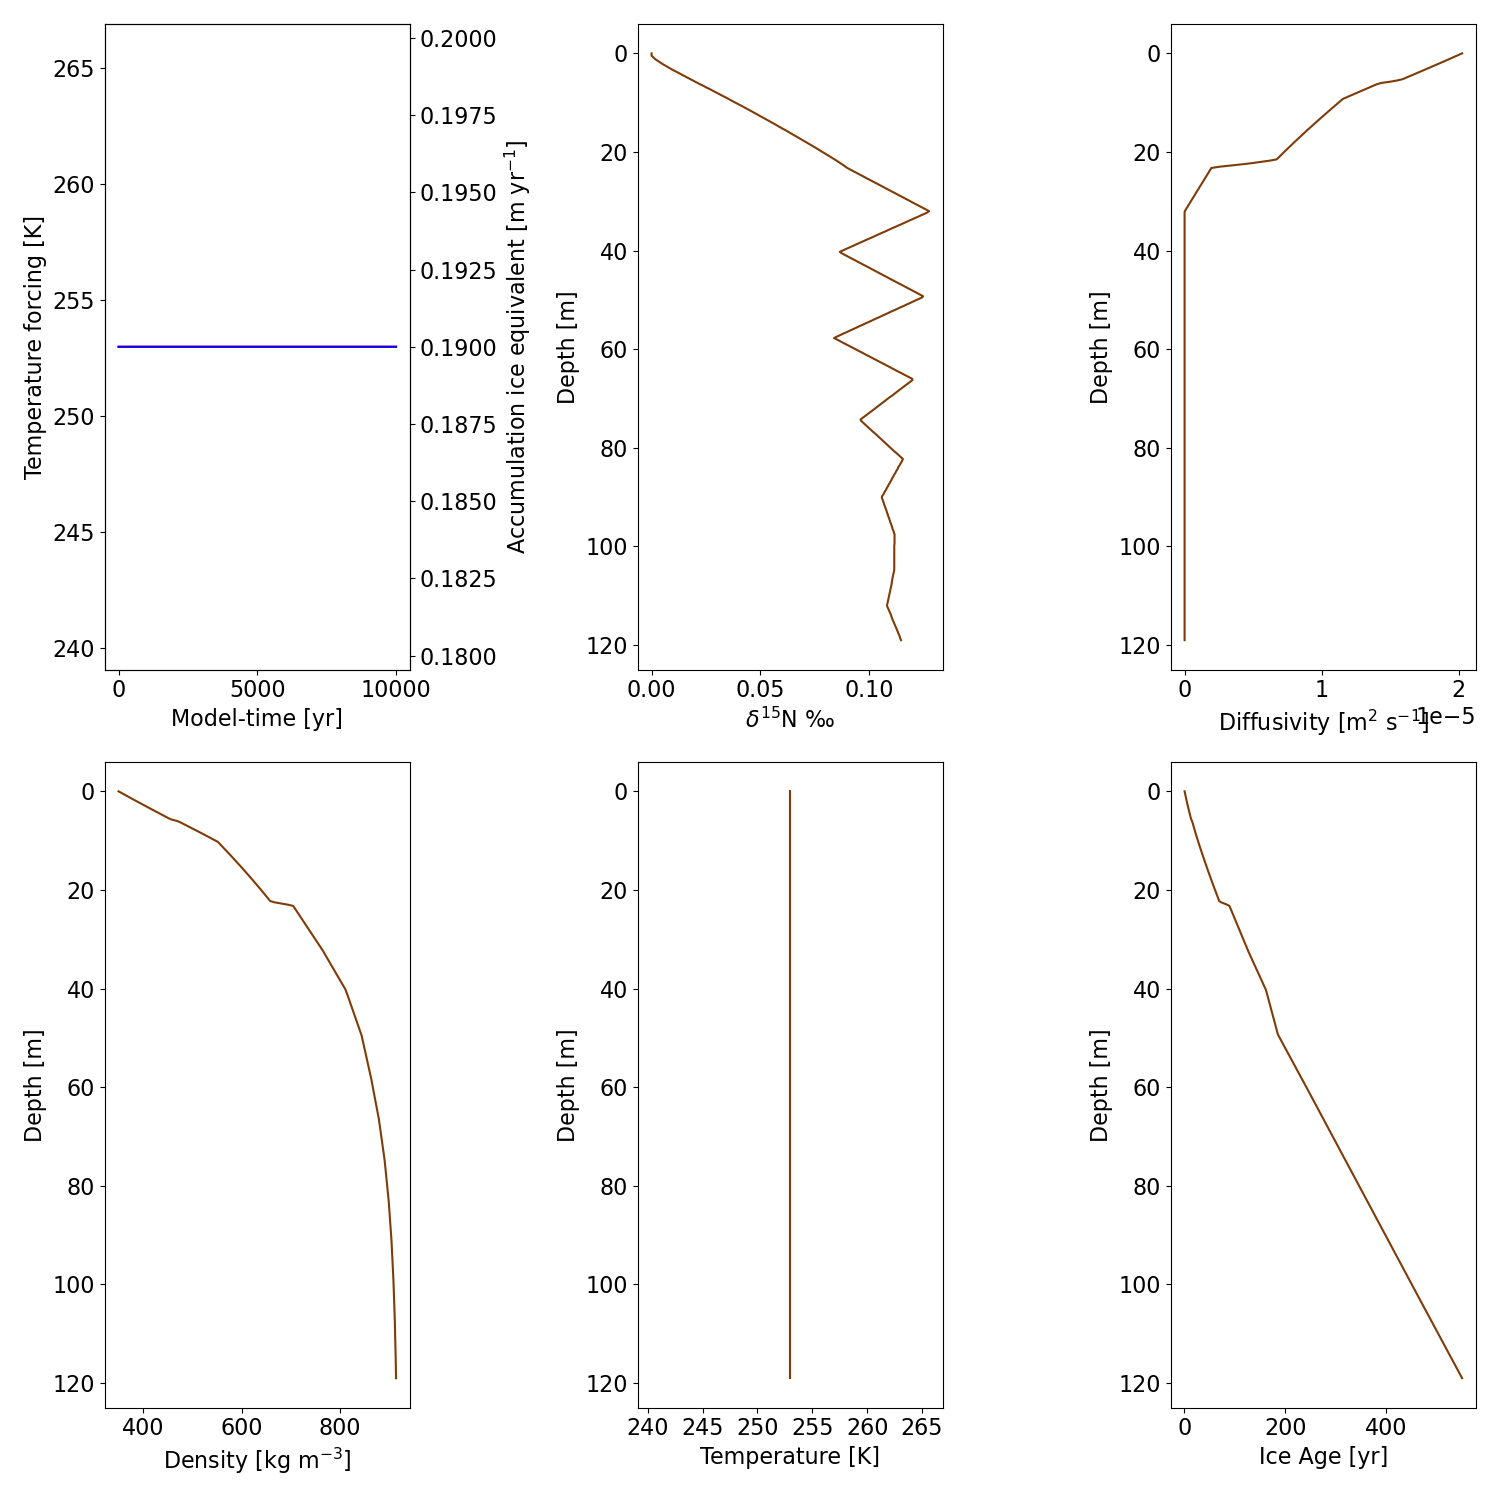 265
260
255
250
245
240
Temperature forcing [K]
0.2000
0.1975
0.1950
0.1925
0.1900
0.1875
0.1850
0.1825
0.1800
Accumulation ice equivalent [m yr⁻¹]
0 5000 10000
Model-time [yr]
0
20
40
60
80
100
120
Depth [m]
0.00 0.05 0.10
δ¹⁵N ‰
0
20
40
60
80
100
120
Depth [m]
0 1 2
Diffusivity [m² s⁻¹]
1e−5
0
20
40
60
80
100
120
Depth [m]
400 600 800
Density [kg m⁻³]
0
20
40
60
80
100
120
Depth [m]
240 245 250 255 260 265
Temperature [K]
0
20
40
60
80
100
120
Depth [m]
0 200 400
Ice Age [yr]